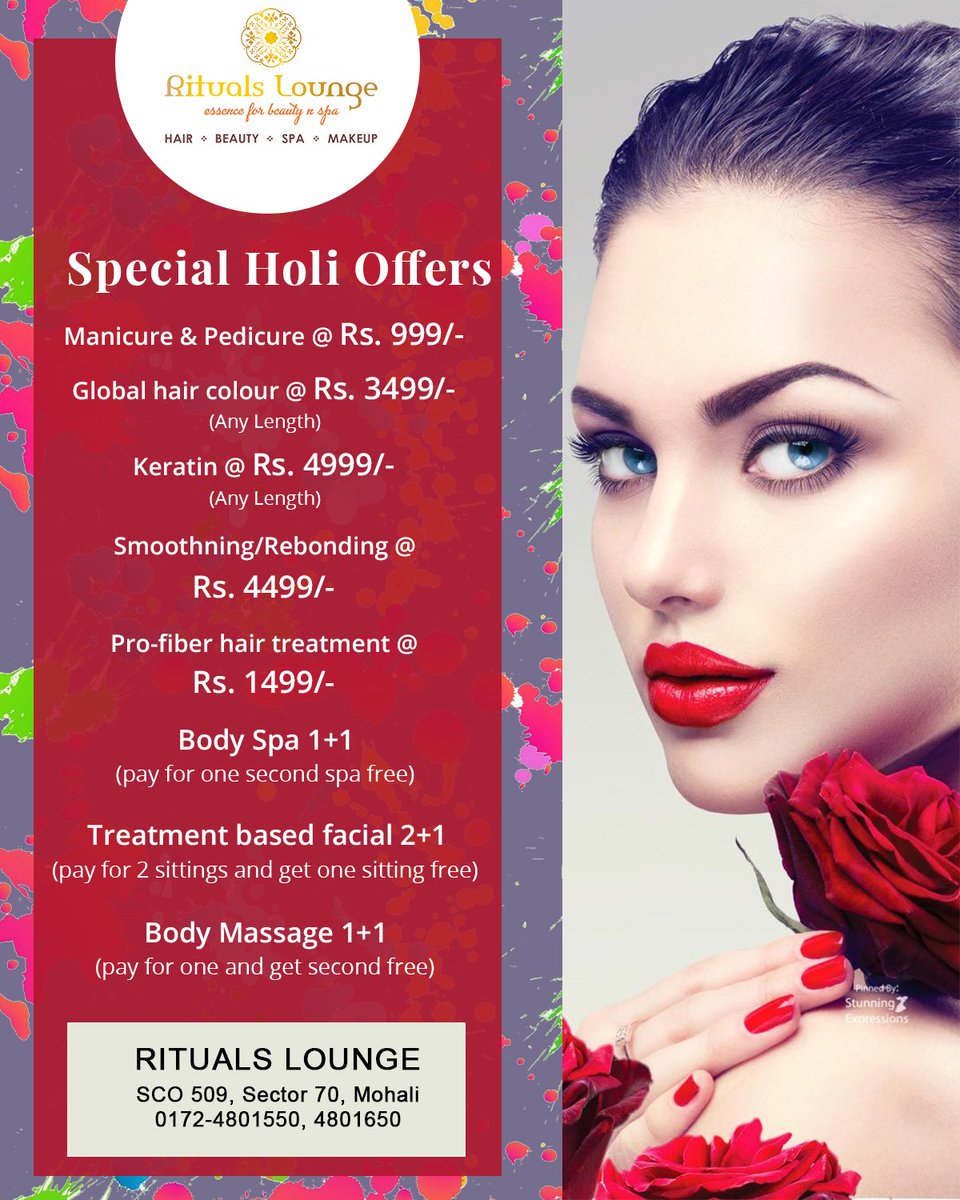 Rituals Lounge
essence for beauty n spa
HAIR ❖ BEAUTY ❖ SPA ❖ MAKEUP
Special Holi Offers
Manicure & Pedicure @ Rs. 999/-
Global hair colour @ Rs. 3499/-
(Any Length)
Keratin @ Rs. 4999/-
(Any Length)
Smoothning/Rebonding @
Rs. 4499/-
Pro-fiber hair treatment @
Rs. 1499/-
Body Spa 1+1
(pay for one second spa free)
Treatment based facial 2+1
(pay for 2 sittings and get one sitting free)
Body Massage 1+1
(pay for one and get second free)
Pinned By:
Stunning
Expressions
RITUALS LOUNGE
SCO 509, Sector 70, Mohali
0172-4801550, 4801650